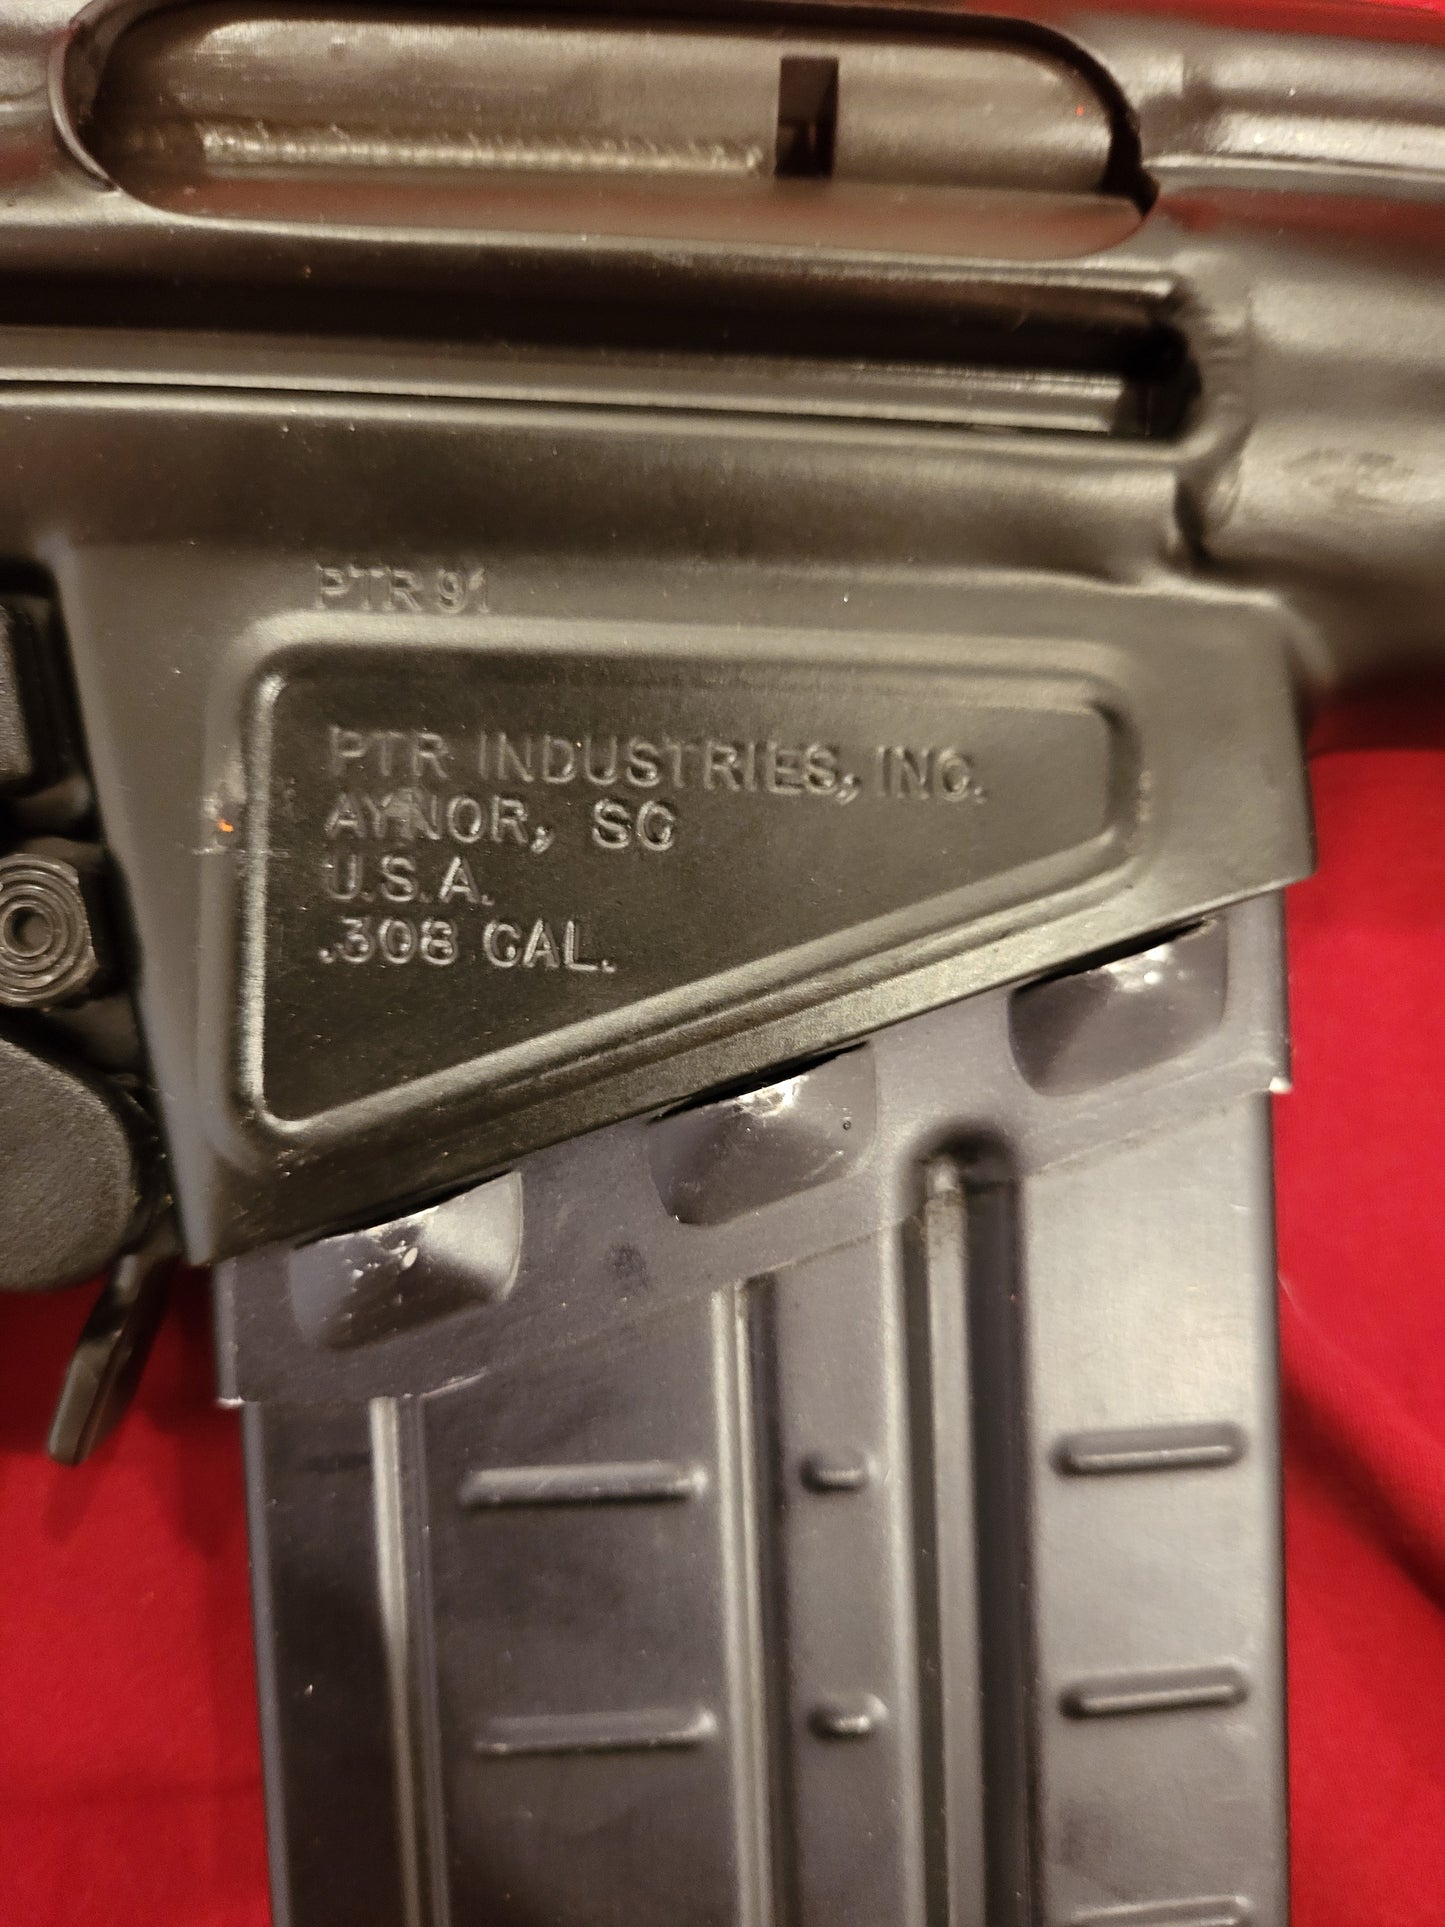 PTR 91
PTR INDUSTRIES, INC.
AYNOR, SC
U.S.A.
.308 CAL.